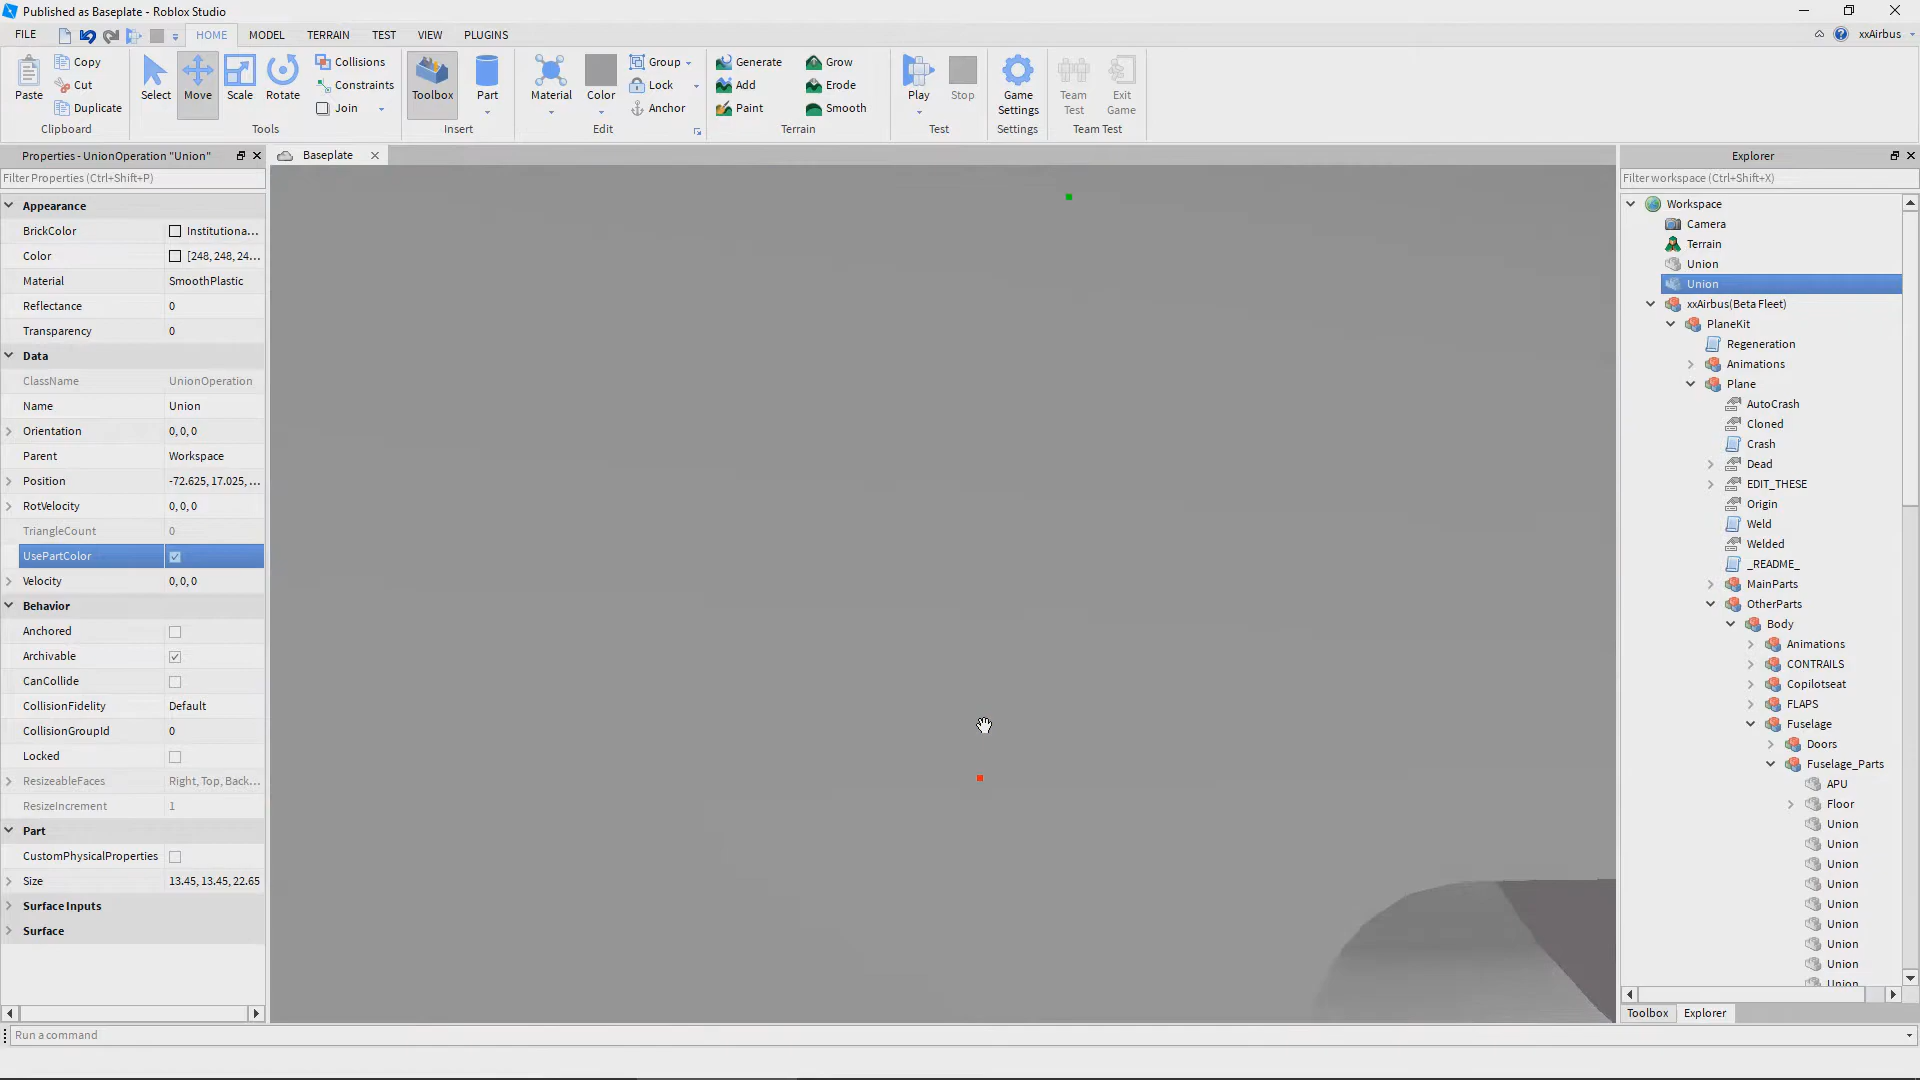 Published as Baseplate - Roblox Studio
FILE
HOME
MODEL
TERRAIN
TEST
VIEW
PLUGINS
xxAirbus
Paste
Copy
Cut
Duplicate
Clipboard
Select
Move
Scale
Rotate
Collisions
Constraints
Join
Tools
Toolbox
Part
Insert
Material
Color
Group
Lock
Anchor
Edit
Generate
Add
Paint
Grow
Erode
Smooth
Terrain
Play
Stop
Test
Game
Settings
Settings
Team
Test
Exit
Game
Team Test
Properties - UnionOperation "Union"
Filter Properties (Ctrl+Shift+P)
Appearance
BrickColor Instituciona...
Color [248, 248, 24...
Material SmoothPlastic
Reflectance 0
Transparency 0
Data
ClassName UnionOperation
Name Union
Orientation 0, 0, 0
Parent Workspace
Position -72.625, 17.025, ...
RotVelocity 0, 0, 0
TriangleCount 0
UsePartColor
Velocity 0, 0, 0
Behavior
Anchored
Archivable
CanCollide
CollisionFidelity Default
CollisionGroupId 0
Locked
ResizeableFaces Right, Top, Back...
ResizeIncrement 1
Part
CustomPhysicalProperties
Size 13.45, 13.45, 22.65
Surface Inputs
Surface
Baseplate
Explorer
Filter workspace (Ctrl+Shift+X)
Workspace
Camera
Terrain
Union
Union
xxAirbus(Beta Fleet)
PlaneKit
Regeneration
Animations
Plane
AutoCrash
Cloned
Crash
Dead
EDIT_THESE
Origin
Weld
Welded
_README_
MainParts
OtherParts
Body
Animations
CONTRAILS
Copilotseat
FLAPS
Fuselage
Doors
Fuselage_Parts
APU
Floor
Union
Union
Union
Union
Union
Union
Union
Union
Union
Toolbox
Explorer
Run a command